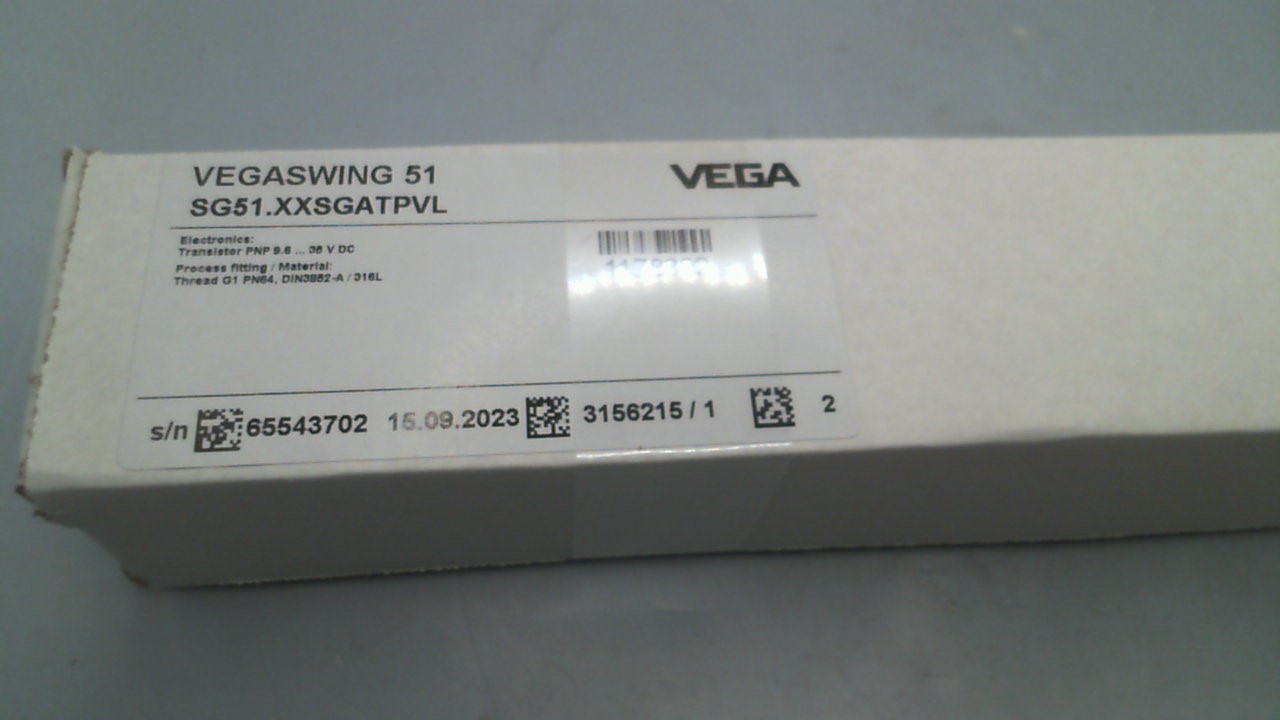 VEGASWING 51
VEGA
SG51.XXSGATPVL
Electronics:
Transistor PNP 9.6 ... 36 V DC
Process fitting / Material:
Thread G1 PN64, DIN3852-A / 316L
s/n 65543702 15.09.2023 3156215 / 1 2